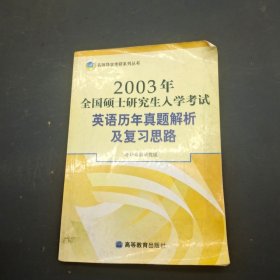 2003年
全国硕士研究生入学考试
英语历年真题解析
及复习思路
高等教育出版社